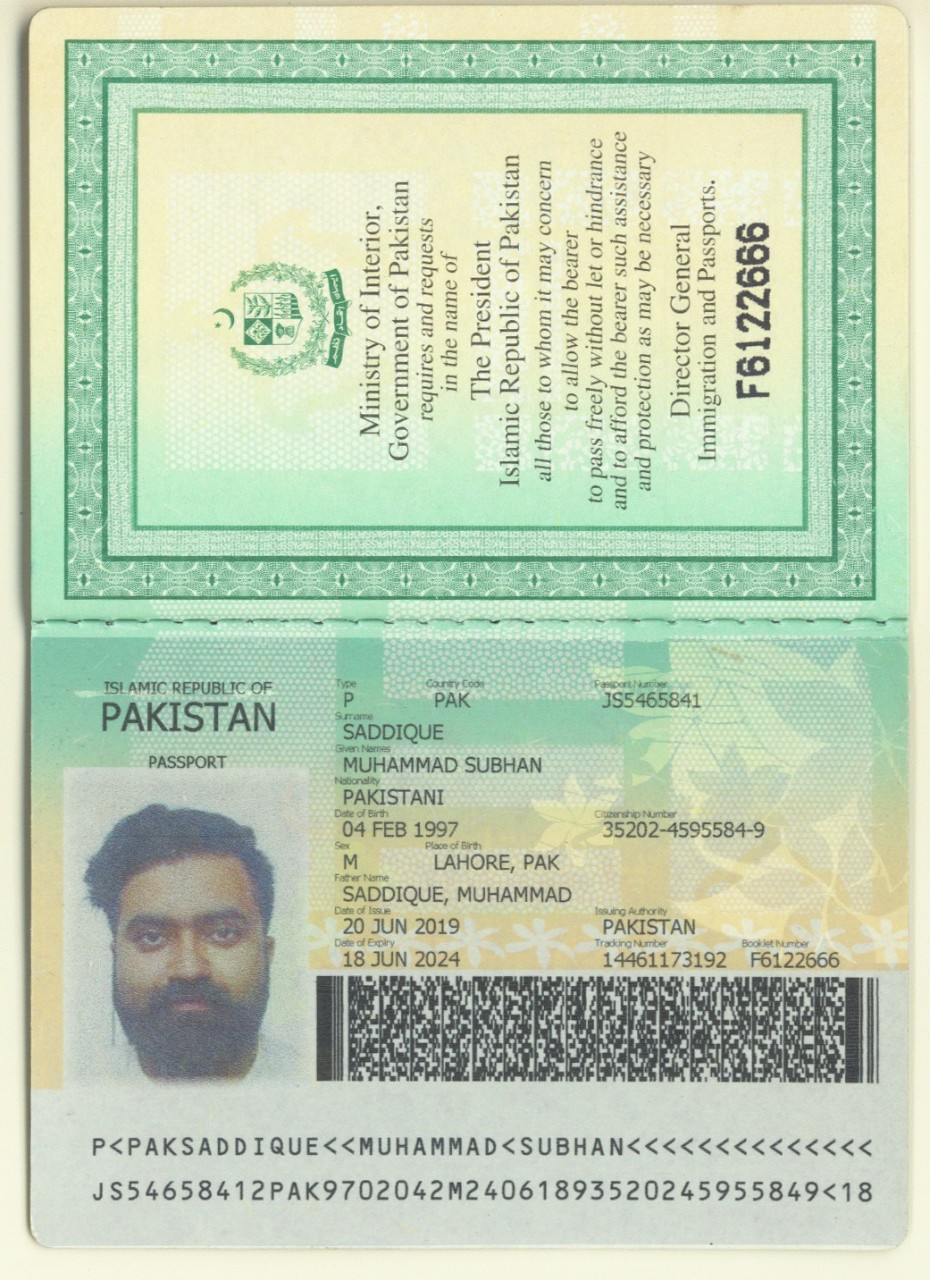 Ministry of Interior,
Government of Pakistan
requires and requests
in the name of
The President
Islamic Republic of Pakistan
all those to whom it may concern
to allow the bearer
to pass freely without let or hindrance
and to afford the bearer such assistance
and protection as may be necessary
Director General
Immigration and Passports.
F6122666
ISLAMIC REPUBLIC OF
PAKISTAN
PASSPORT
Type Country Code Passport Number
P PAK JS5465841
Surname
SADDIQUE
Given Names
MUHAMMAD SUBHAN
Nationality
PAKISTANI
Date of Birth Citizenship Number
04 FEB 1997 35202-4595584-9
Sex Place of Birth
M LAHORE, PAK
Father Name
SADDIQUE, MUHAMMAD
Date of Issue Issuing Authority
20 JUN 2019 PAKISTAN
Date of Expiry Tracking Number Booklet Number
18 JUN 2024 14461173192 F6122666
P<PAKSADDIQUE<<MUHAMMAD<SUBHAN<<<<<<<<<<<<<<
JS54658412PAK9702042M2406189352024595584​9<18